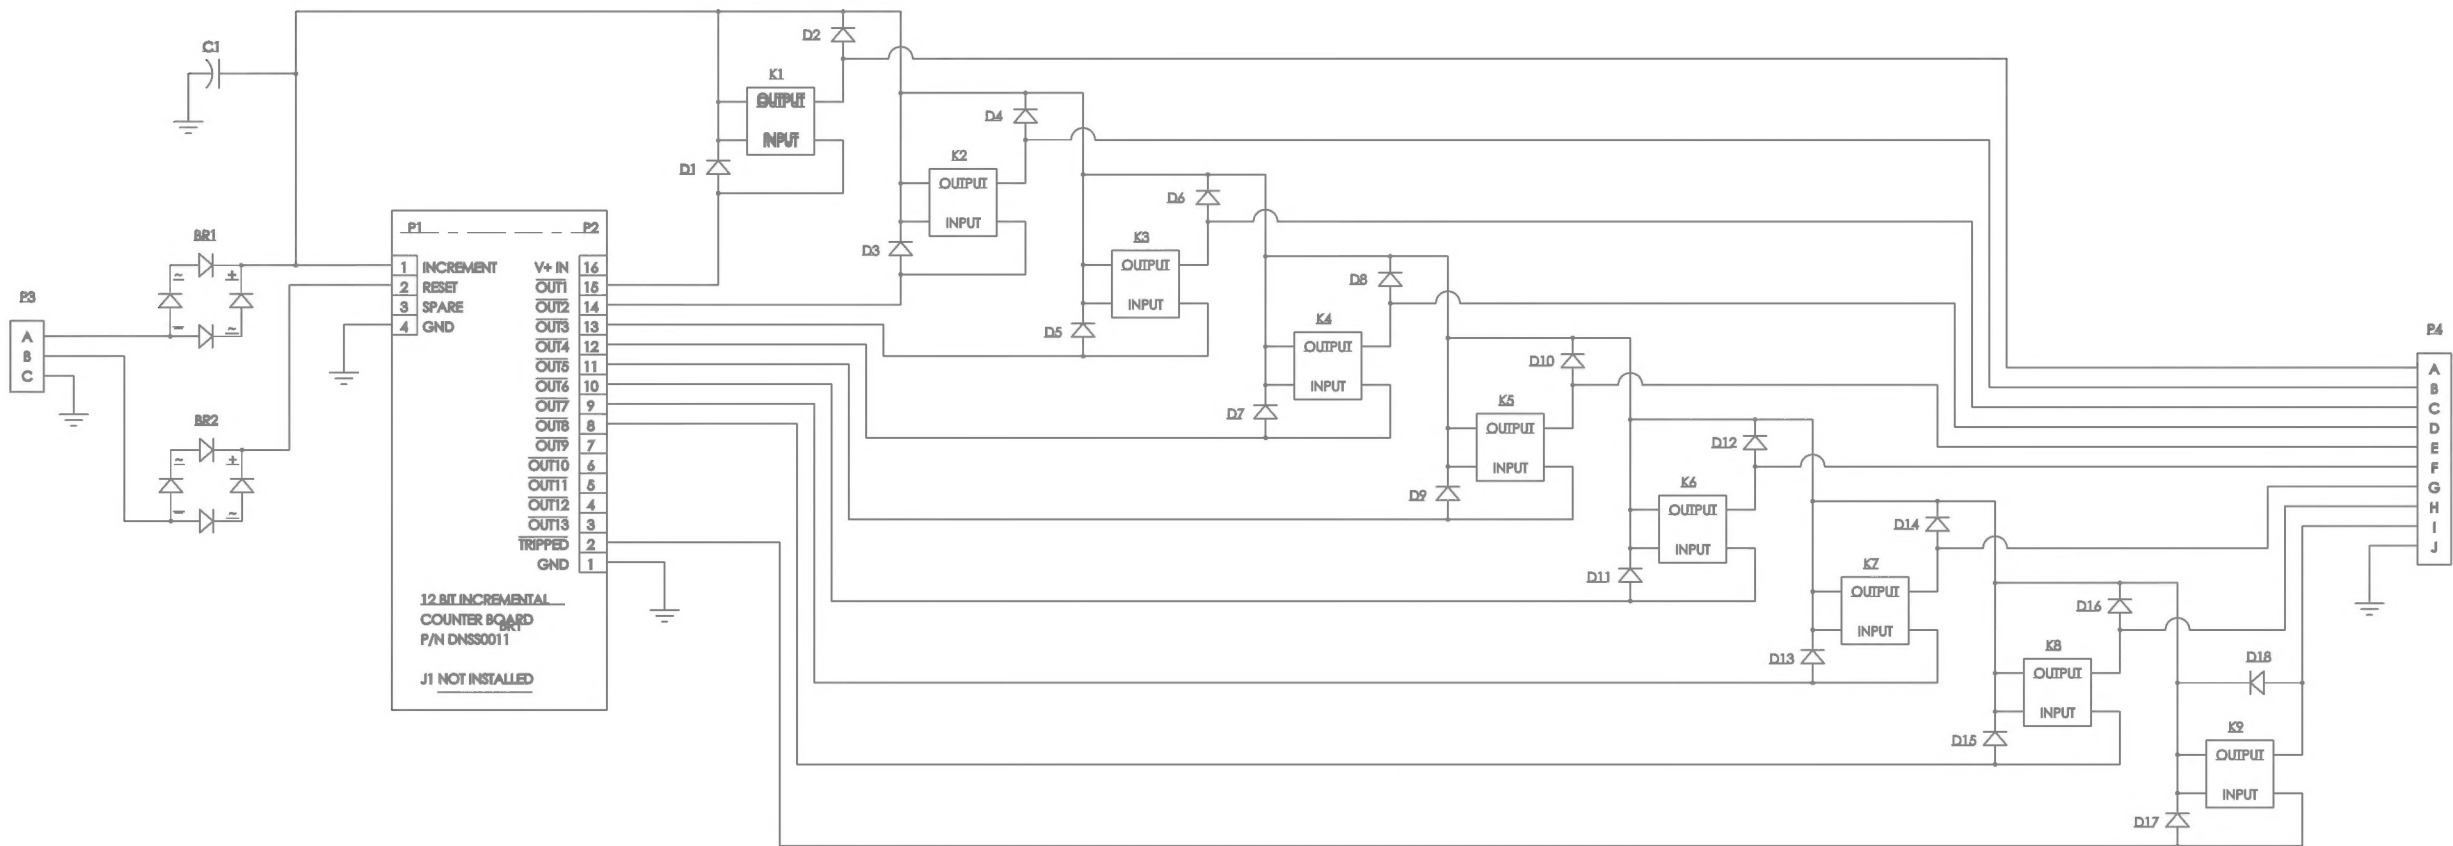 C1
D2
K1
OUTPUT
INPUT
D1
D4
K2
OUTPUT
INPUT
D3
D6
K3
OUTPUT
INPUT
D5
D8
K4
OUTPUT
INPUT
D7
D10
K5
OUTPUT
INPUT
D9
D12
K6
OUTPUT
INPUT
D11
D14
K7
OUTPUT
INPUT
D13
D16
K8
OUTPUT
INPUT
D15
D18
K9
OUTPUT
INPUT
D17
BR1
~ +
- ~
BR2
~ +
- ~
P3
A
B
C
P1 P2
1 INCREMENT V+ IN 16
2 RESET OUT1 15
3 SPARE OUT2 14
4 GND OUT3 13
OUT4 12
OUT5 11
OUT6 10
OUT7 9
OUT8 8
OUT9 7
OUT10 6
OUT11 5
OUT12 4
OUT13 3
TRIPPED 2
GND 1
12 BIT INCREMENTAL
COUNTER BOARD
BR1
P/N DNSS0011
J1 NOT INSTALLED
P4
A
B
C
D
E
F
G
H
I
J